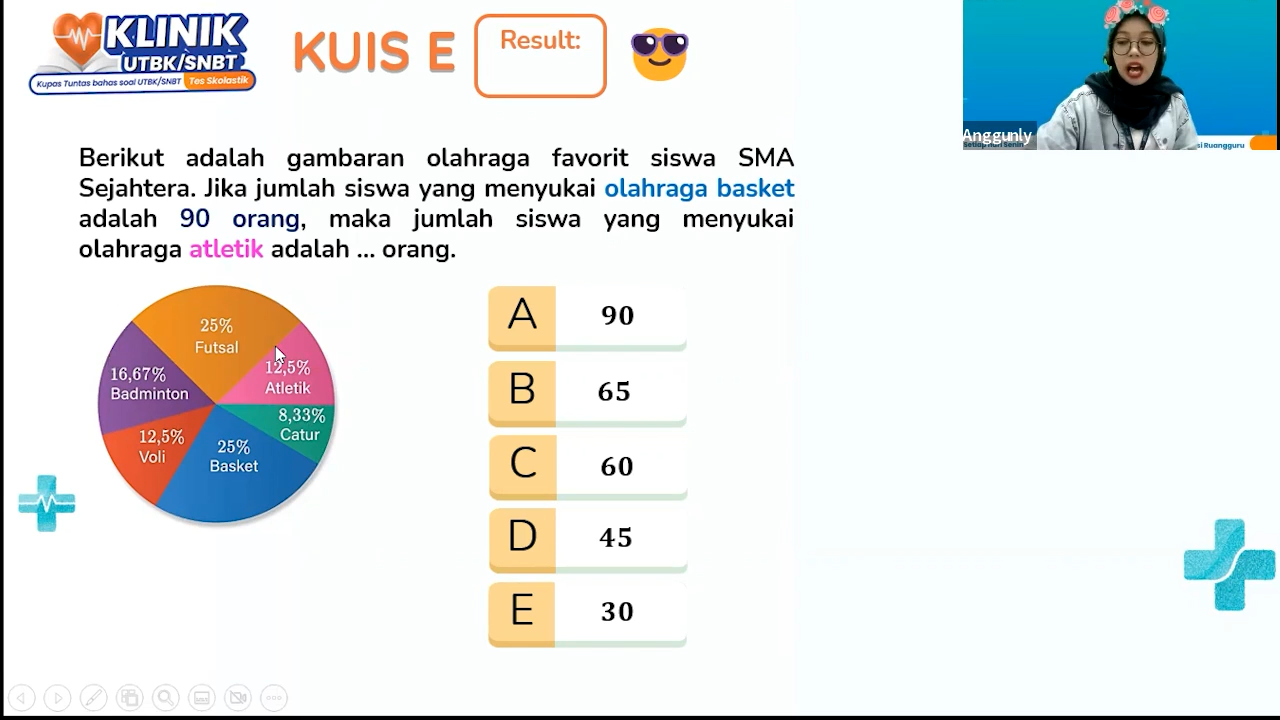 KLINIK
UTBK/SNBT
Kupas Tuntas bahas soal UTBK/SNBT Tes Skolastik
KUIS E
Result:
Berikut adalah gambaran olahraga favorit siswa SMA
Sejahtera. Jika jumlah siswa yang menyukai olahraga basket
adalah 90 orang, maka jumlah siswa yang menyukai
olahraga atletik adalah ... orang.
25%
Futsal
12,5%
Atletik
16,67%
Badminton
8,33%
Catur
12,5%
Voli
25%
Basket
A 90
B 65
C 60
D 45
E 30
Anggunly
Ruangguru